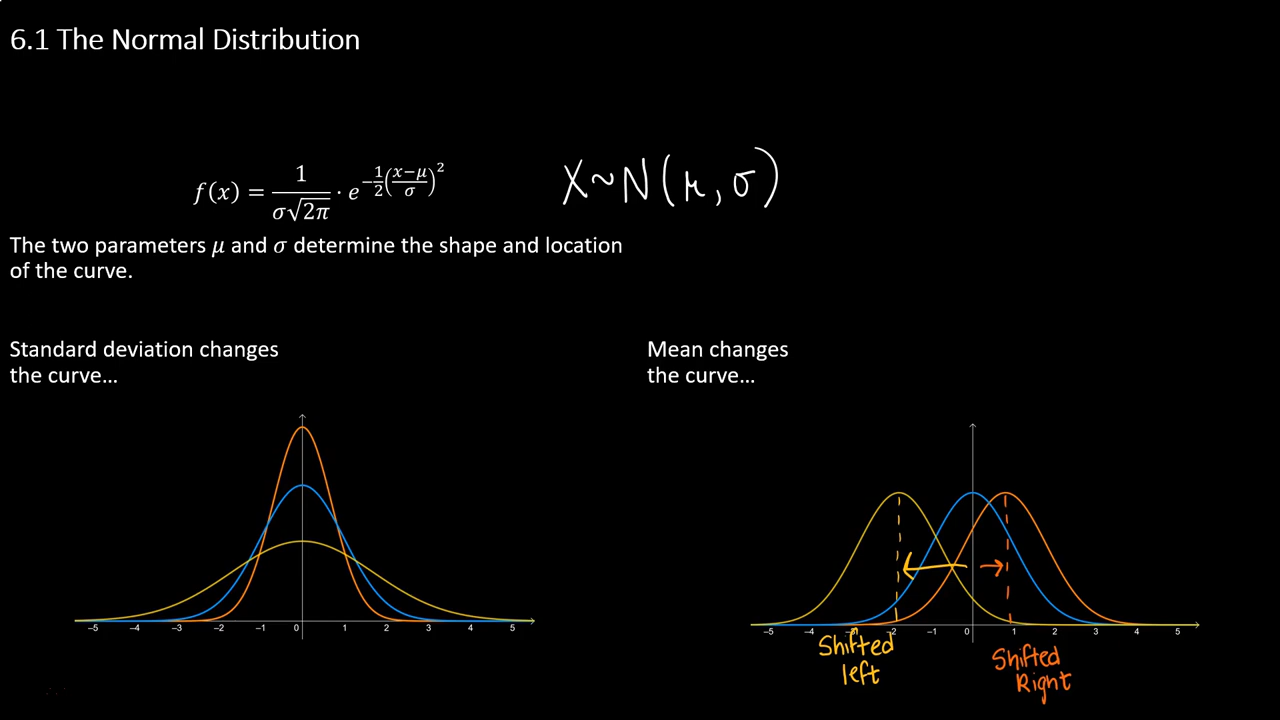 6.1 The Normal Distribution
f(x) = 1/(σ√2π) · e^(−1/2((x−μ)/σ)^2)
X~N(μ, σ)
The two parameters μ and σ determine the shape and location
of the curve.
Standard deviation changes
the curve…
Mean changes
the curve…
−5 −4 −3 −2 −1 0 1 2 3 4 5
−5 −4 −3 −2 −1 0 1 2 3 4 5
Shifted
left
Shifted
Right